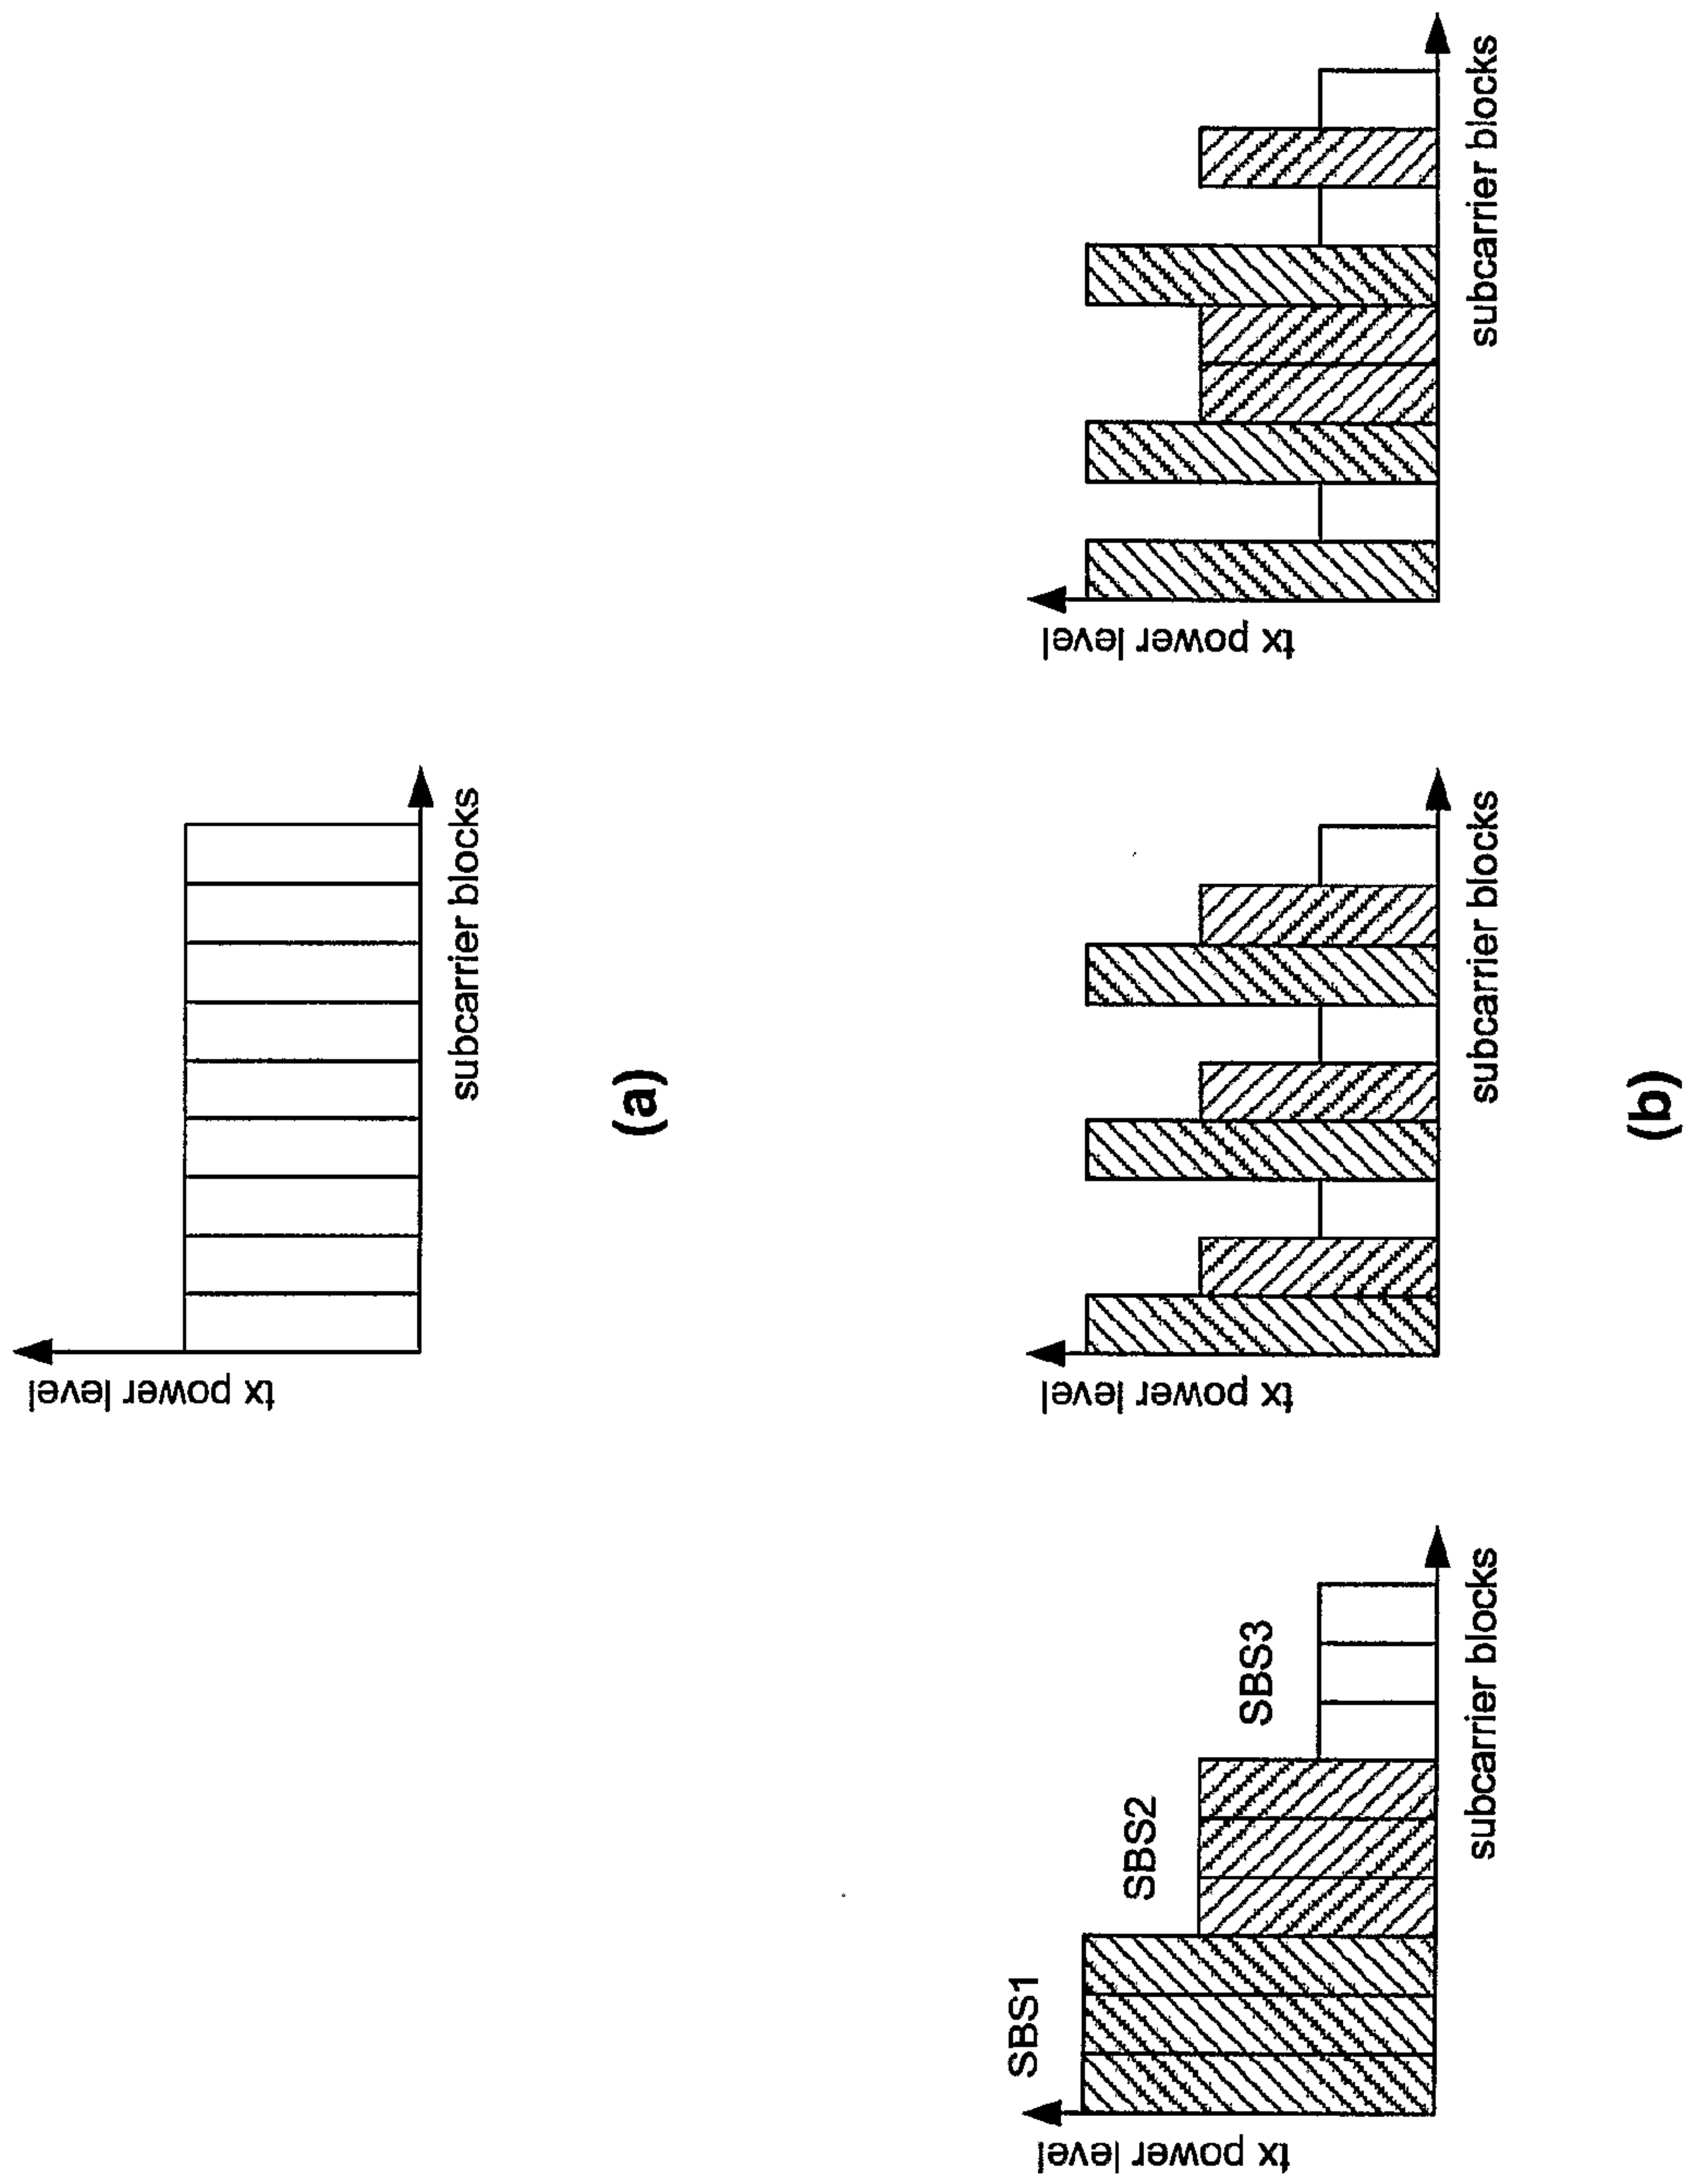 tx power level
subcarrier blocks
(a)
tx power level
SBS1
SBS2
SBS3
subcarrier blocks
tx power level
subcarrier blocks
tx power level
subcarrier blocks
(b)